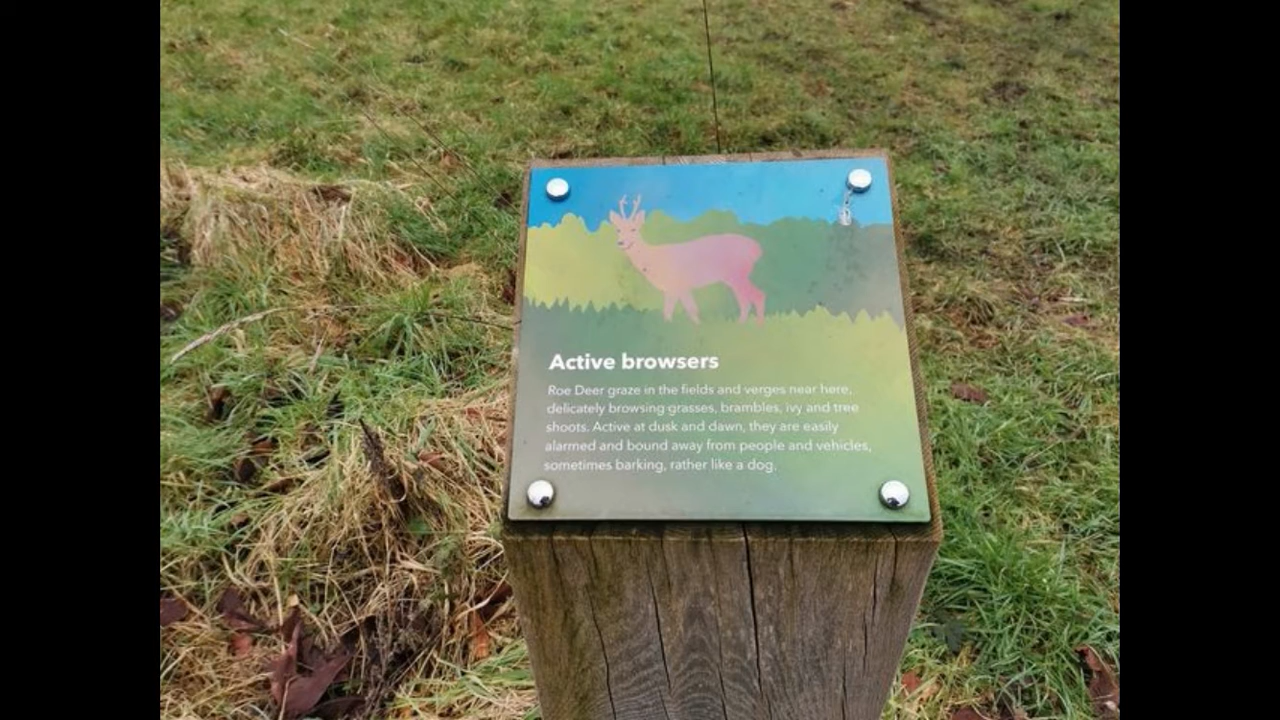 Active browsers
Roe Deer graze in the fields and verges near here,
delicately browsing grasses, brambles, ivy and tree
shoots. Active at dusk and dawn, they are easily
alarmed and bound away from people and vehicles,
sometimes barking, rather like a dog.